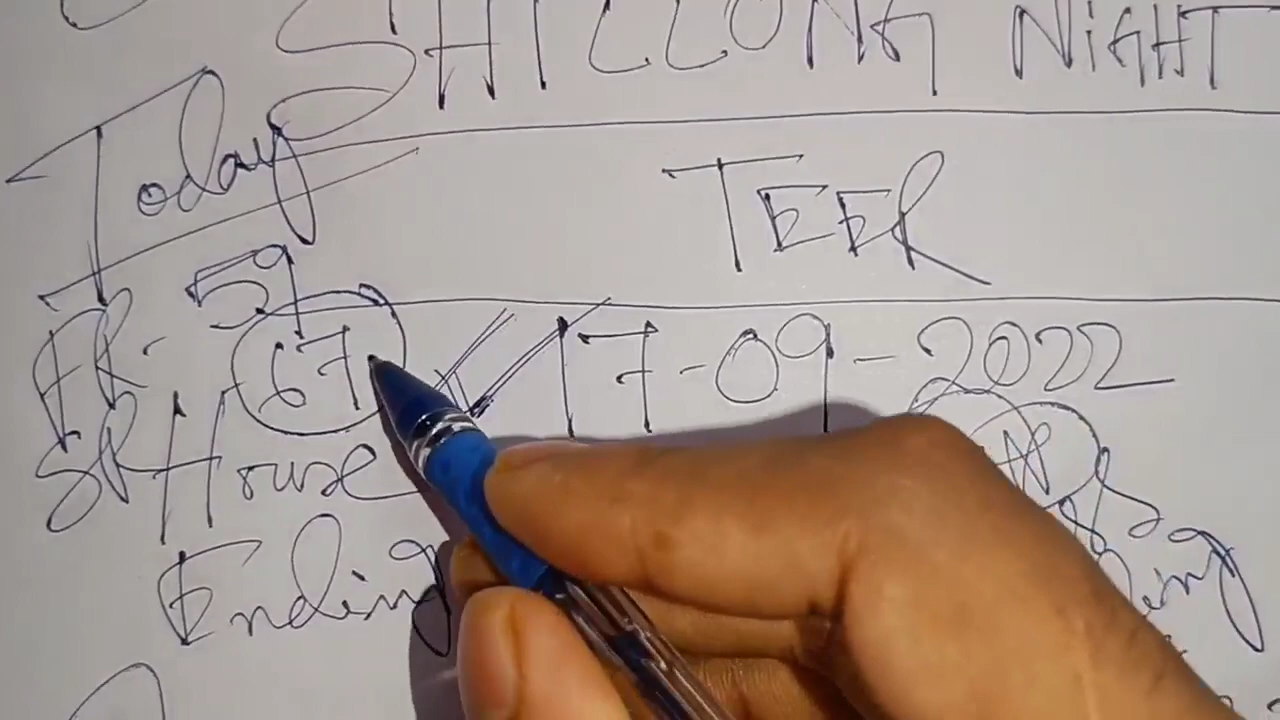 SHILLONG NIGHT
Today
TEER
FR- 59
67 17-09-2022
SR House
Ending